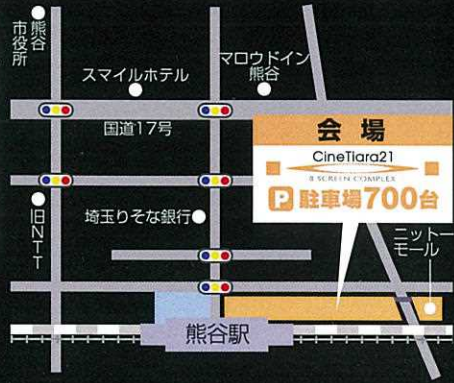 熊谷
市役所
スマイルホテル
マロウドイン
熊谷
国道17号
会場
CineTiara21
8 SCREEN COMPLEX
P 駐車場700台
旧NTT
埼玉りそな銀行
ニットー
モール
熊谷駅